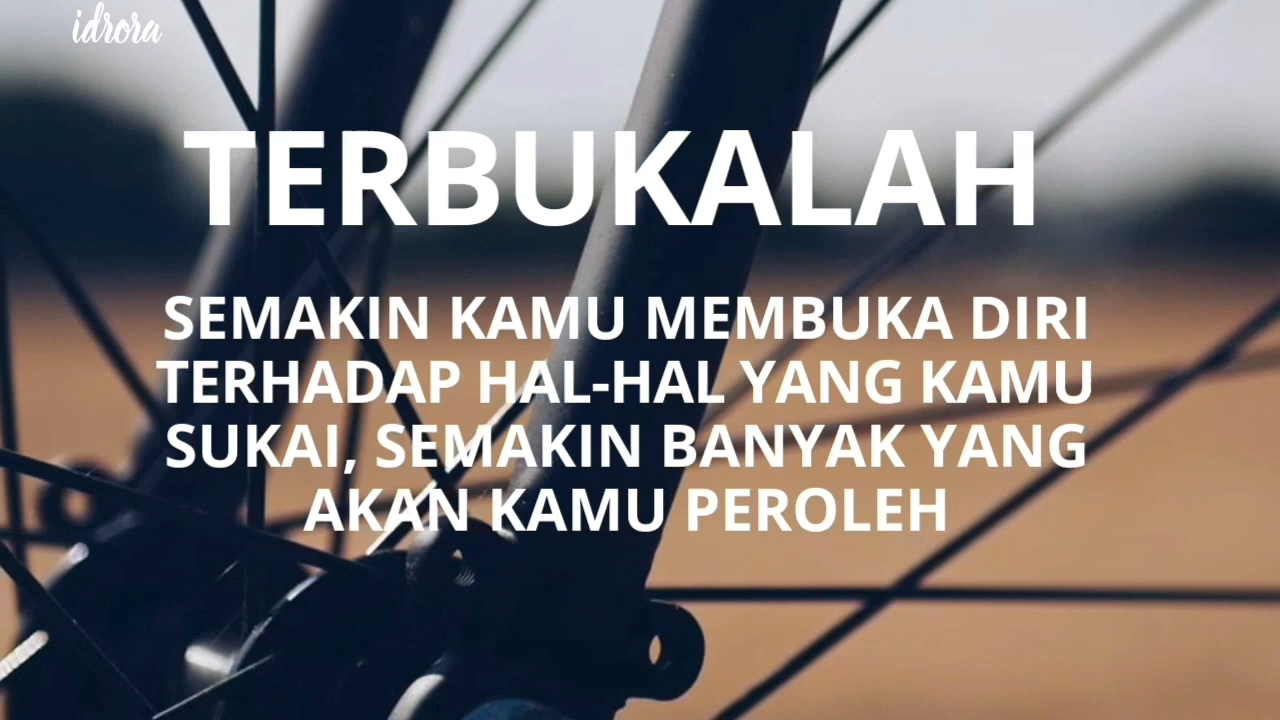 idrora
TERBUKALAH
SEMAKIN KAMU MEMBUKA DIRI
TERHADAP HAL-HAL YANG KAMU
SUKAI, SEMAKIN BANYAK YANG
AKAN KAMU PEROLEH